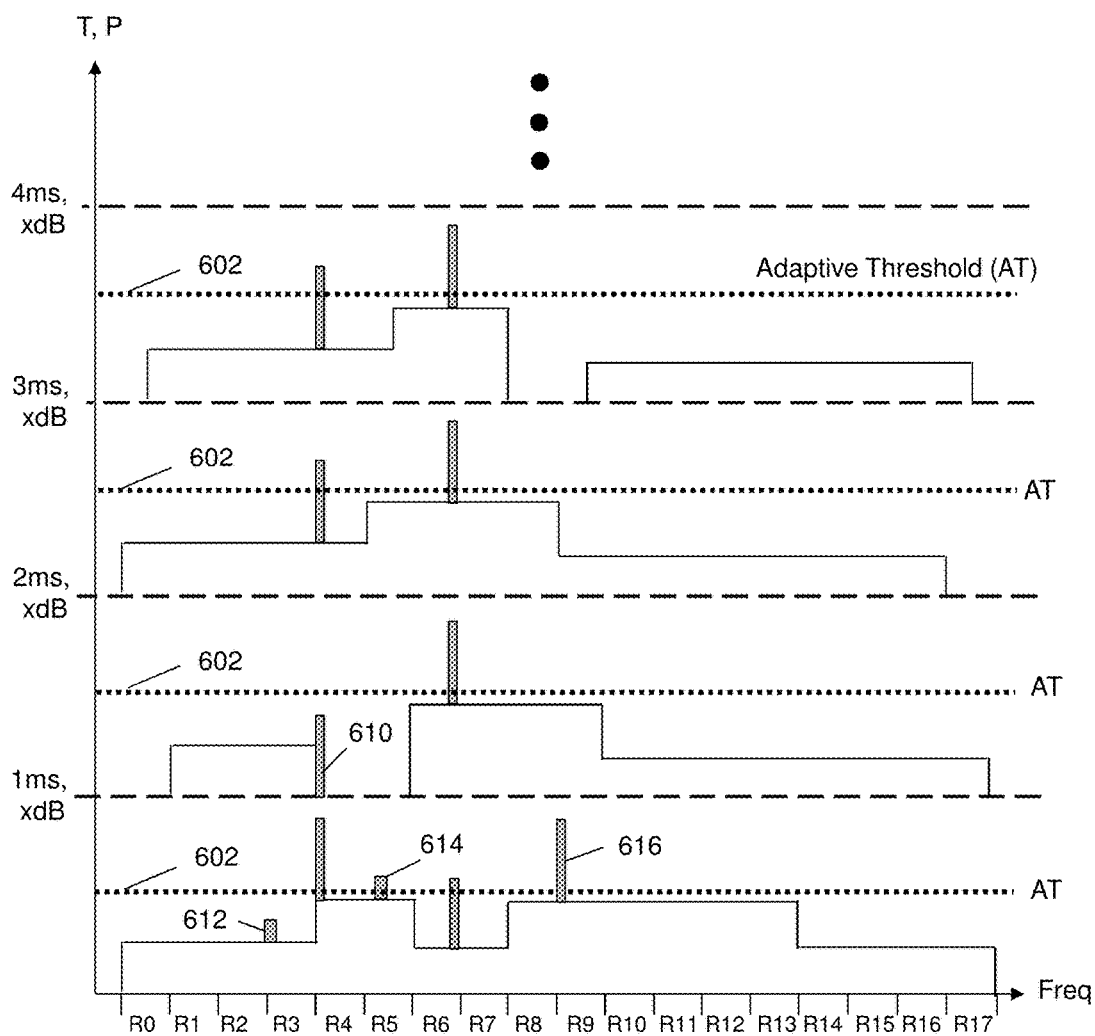 T, P
4ms,
xdB
602
Adaptive Threshold (AT)
3ms,
xdB
602
AT
2ms,
xdB
602
AT
610
1ms,
xdB
602
614
616
AT
612
Freq
R0 R1 R2 R3 R4 R5 R6 R7 R8 R9 R10 R11 R12 R13 R14 R15 R16 R17